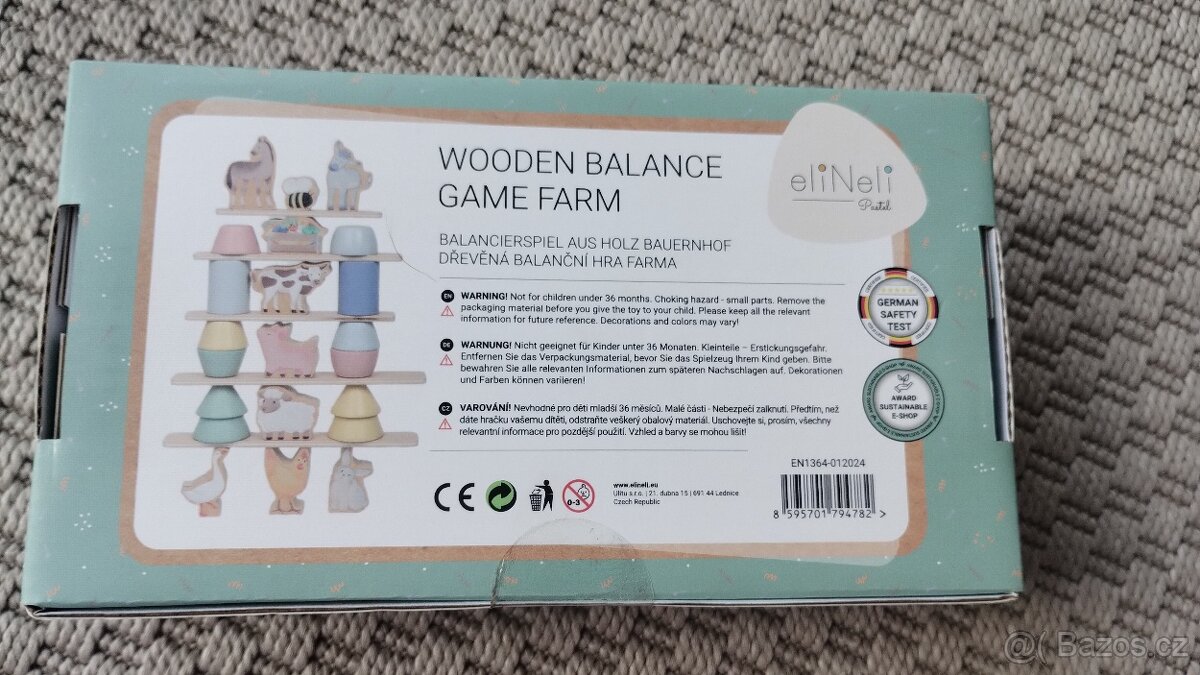 WOODEN BALANCE
GAME FARM
BALANCIERSPIEL AUS HOLZ BAUERNHOF
DŘEVĚNÁ BALANČNÍ HRA FARMA
eliNeli
Pastel
EN WARNING! Not for children under 36 months. Choking hazard - small parts. Remove the
packaging material before you give the toy to your child. Please keep all the relevant
information for future reference. Decorations and colors may vary!
DE WARNUNG! Nicht geeignet für Kinder unter 36 Monaten. Kleinteile – Erstickungsgefahr.
Entfernen Sie das Verpackungsmaterial, bevor Sie das Spielzeug Ihrem Kind geben. Bitte
bewahren Sie alle relevanten Informationen zum späteren Nachschlagen auf. Dekorationen
und Farben können variieren!
CZ VAROVÁNÍ! Nevhodné pro děti mladší 36 měsíců. Malé části - Nebezpečí zalknutí. Předtím, než
dáte hračku vašemu dítěti, odstraňte veškerý obalový materiál. Uschovejte si, prosím, všechny
relevantní informace pro pozdější použití. Vzhled a barvy se mohou lišit!
GERMAN
SAFETY
TEST
AWARD
SUSTAINABLE
E-SHOP
CE
0-3
www.elineli.eu
Ulitu s.r.o. | 21. dubna 15 | 691 44 Lednice
Czech Republic
EN1364-012024
8 595701 794782 >
© Bazos.cz